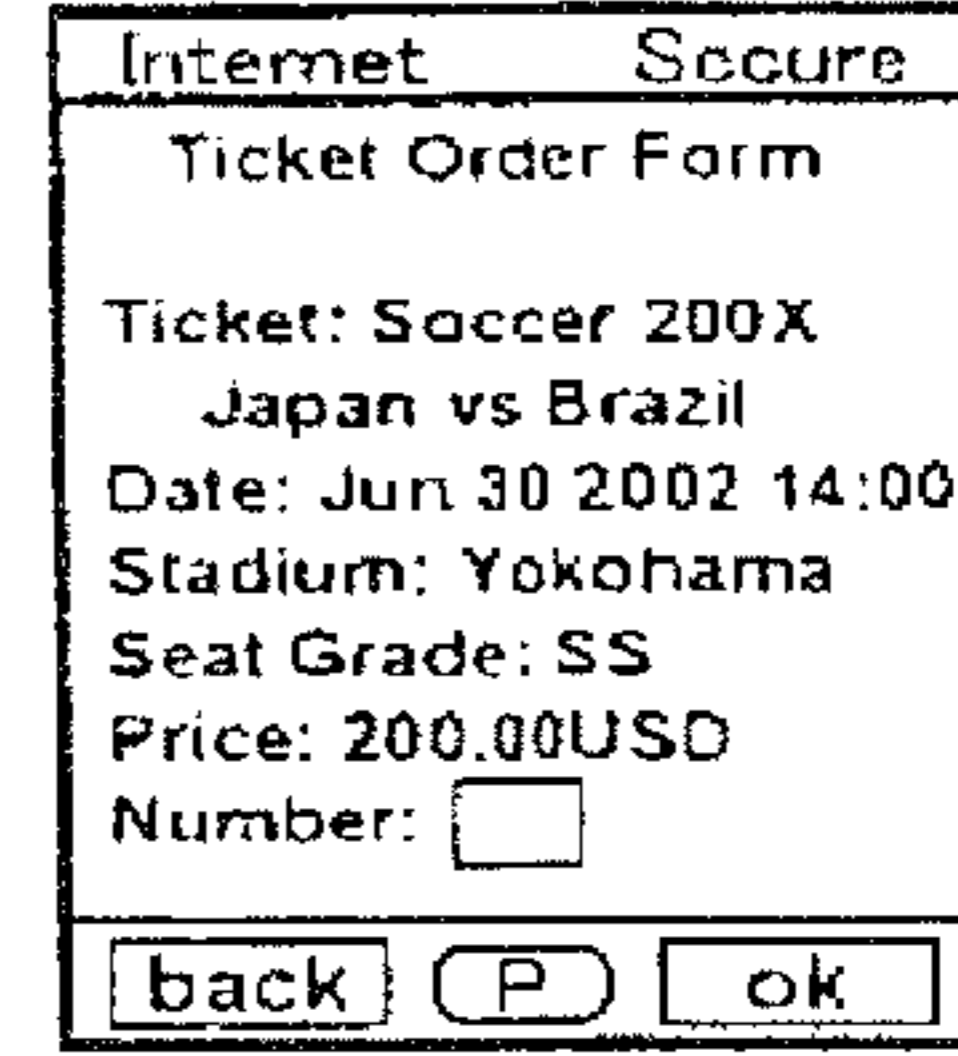 Internet Secure
Ticket Order Form
Ticket: Soccer 200X
Japan vs Brazil
Date: Jun 30 2002 14:00
Stadium: Yokohama
Seat Grade: SS
Price: 200.00USD
Number:
back P ok